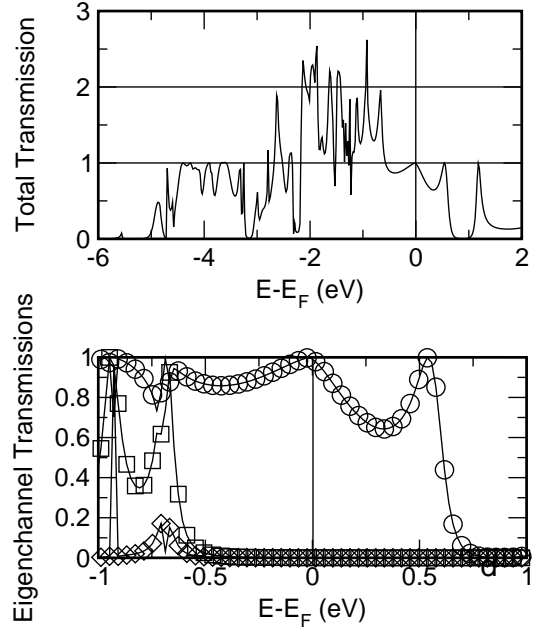 Total Transmission
3
2
1
0
-6 -4 -2 0 2
E-E_F (eV)
Eigenchannel Transmissions
1
0.8
0.6
0.4
0.2
0
-1 -0.5 0 0.5 1
d
E-E_F (eV)